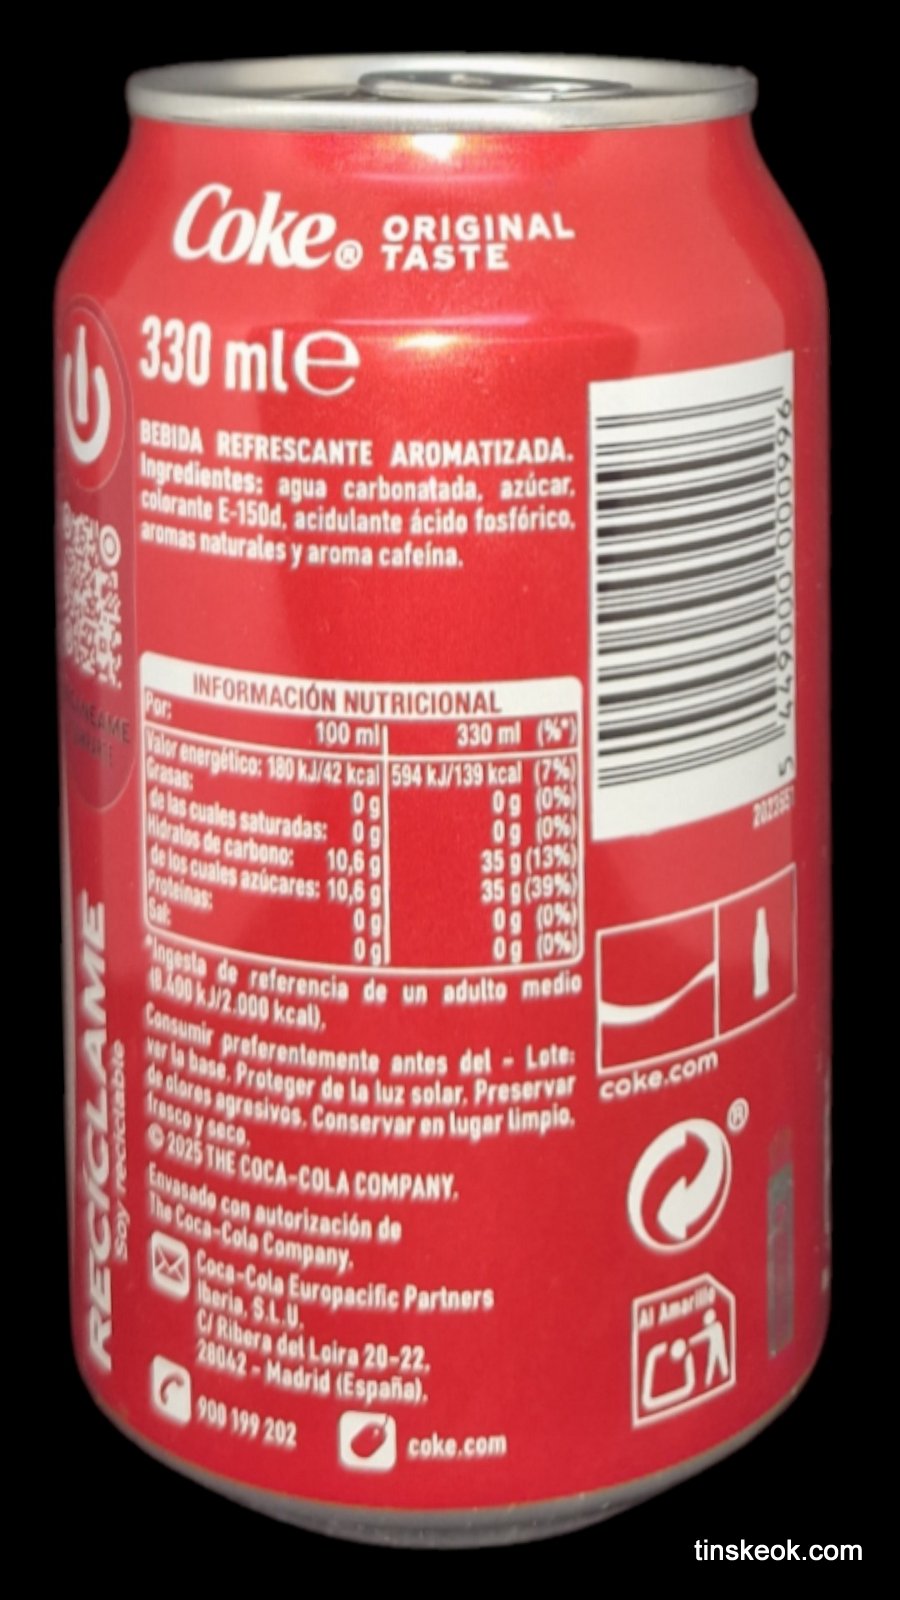 Coke® ORIGINAL
TASTE
330 ml e
BEBIDA REFRESCANTE AROMATIZADA.
Ingredientes: agua carbonatada, azúcar,
colorante E-150d, acidulante ácido fosfórico,
aromas naturales y aroma cafeína.
INFORMACIÓN NUTRICIONAL
Por: 100 ml 330 ml (%*)
Valor energético: 180 kJ/42 kcal 594 kJ/139 kcal (7%)
Grasas: 0 g 0 g (0%)
de las cuales saturadas: 0 g 0 g (0%)
Hidratos de carbono: 10,6 g 35 g (13%)
de los cuales azúcares: 10,6 g 35 g (39%)
Proteínas: 0 g 0 g (0%)
Sal: 0 g 0 g (0%)
*Ingesta de referencia de un adulto medio
(8.400 kJ/2.000 kcal).
Consumir preferentemente antes del - Lote:
ver la base. Proteger de la luz solar. Preservar
de olores agresivos. Conservar en lugar limpio,
fresco y seco.
© 2025 THE COCA-COLA COMPANY.
Envasado con autorización de
The Coca-Cola Company.
Coca-Cola Europacific Partners
Iberia, S.L.U.
C/ Ribera del Loira 20-22.
28042 - Madrid (España).
900 199 202
coke.com
RECÍCLAME
Soy reciclable
5 449000 000996
coke.com
®
Al Amarillo
tinskeok.com